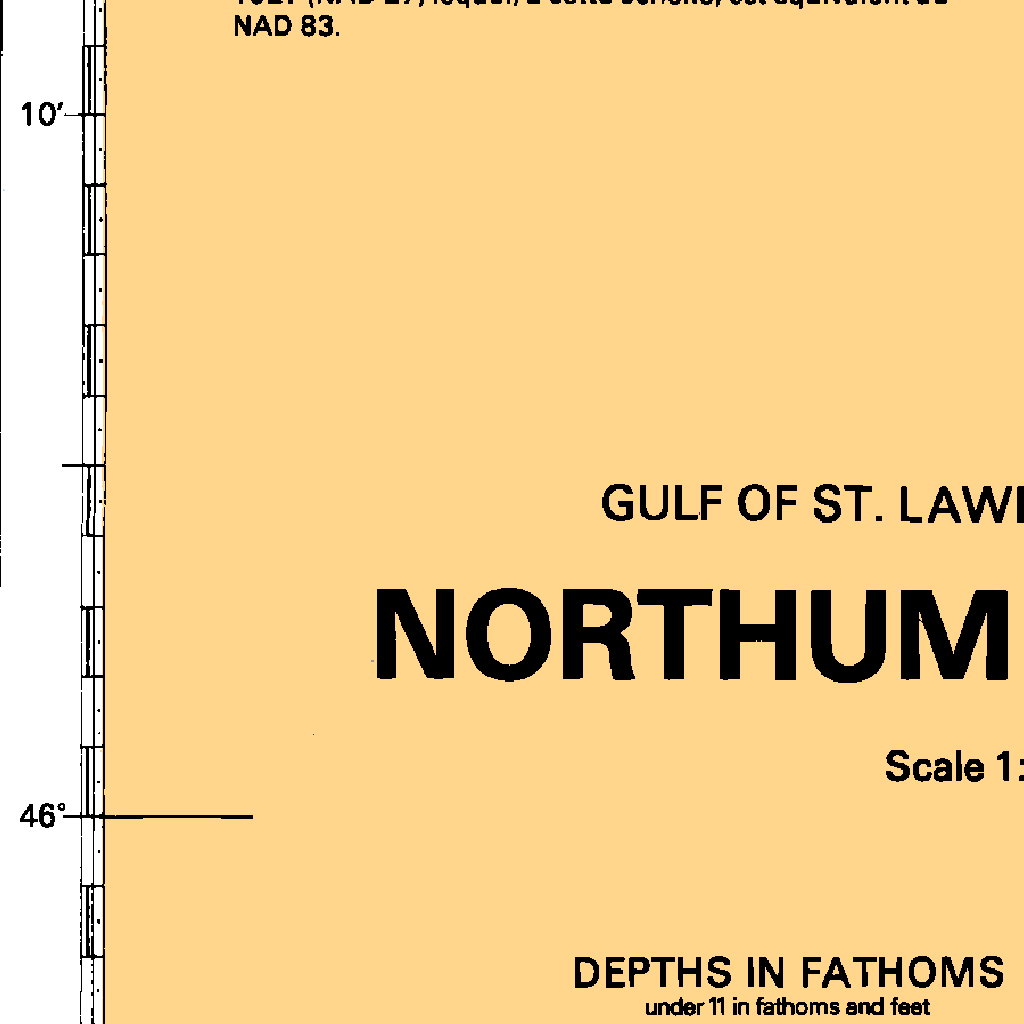 NAD 83.
10′
GULF OF ST.
NORTHUM
Scale 1:
46°
DEPTHS IN FATHOMS
under 11 in fathoms and feet